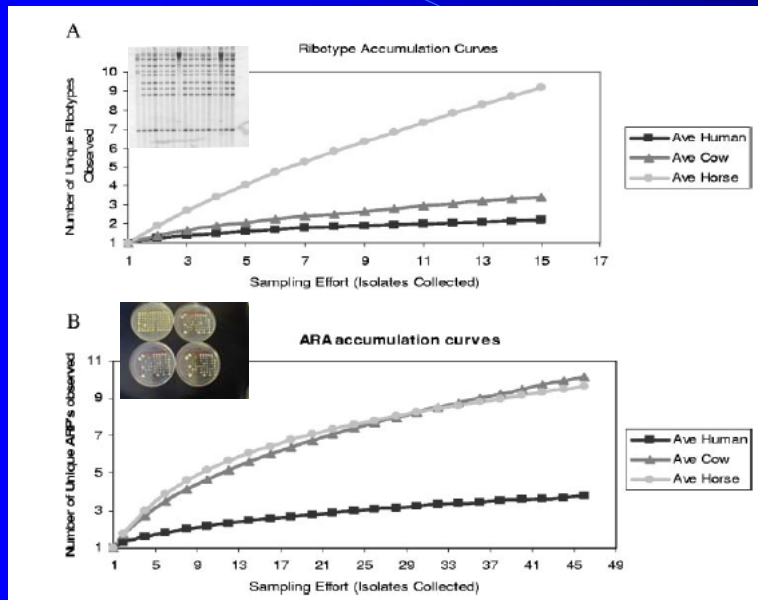 A
Ribotype Accumulation Curves
Number of Unique Ribotypes
Observed
10
9
8
7
6
5
4
3
2
1
1
3
5
7
9
11
13
15
17
Sampling Effort (Isolates Collected)
Ave Human
Ave Cow
Ave Horse
B
ARA accumulation curves
Number of Unique ARP's observed
11
9
7
5
3
1
1
5
9
13
17
21
25
29
33
37
41
45
49
Sampling Effort (Isolates Collected)
Ave Human
Ave Cow
Ave Horse